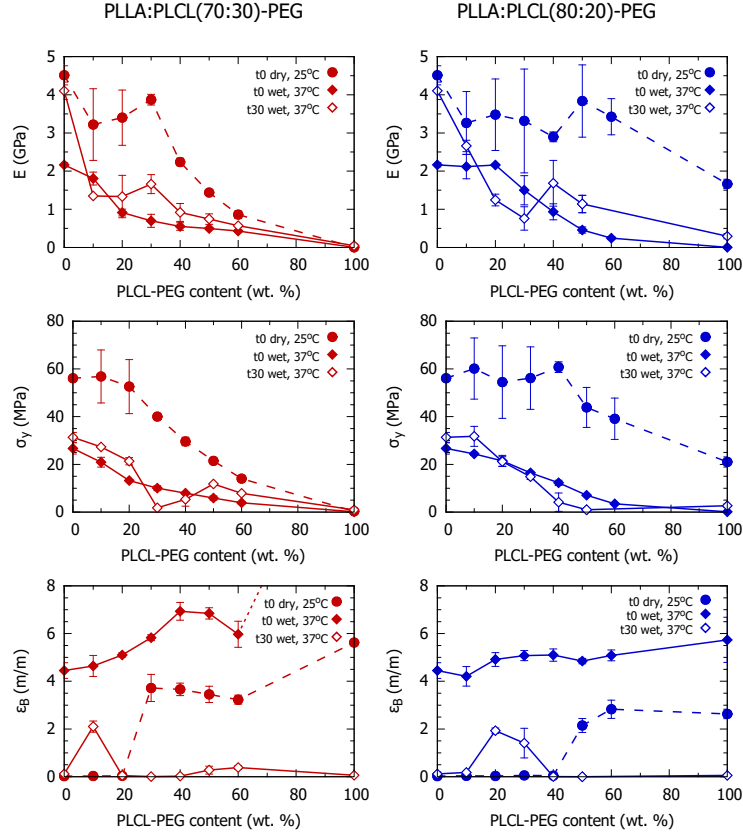 PLLA:PLCL(70:30)-PEG
PLLA:PLCL(80:20)-PEG
5
4
3
2
1
0
E (GPa)
t0 dry, 25°C
t0 wet, 37°C
t30 wet, 37°C
0 20 40 60 80 100
PLCL-PEG content (wt. %)
5
4
3
2
1
0
E (GPa)
t0 dry, 25°C
t0 wet, 37°C
t30 wet, 37°C
0 20 40 60 80 100
PLCL-PEG content (wt. %)
80
60
40
20
0
σy (MPa)
t0 dry, 25°C
t0 wet, 37°C
t30 wet, 37°C
0 20 40 60 80 100
PLCL-PEG content (wt. %)
80
60
40
20
0
σy (MPa)
t0 dry, 25°C
t0 wet, 37°C
t30 wet, 37°C
0 20 40 60 80 100
PLCL-PEG content (wt. %)
8
6
4
2
0
εB (m/m)
t0 dry, 25°C
t0 wet, 37°C
t30 wet, 37°C
0 20 40 60 80 100
PLCL-PEG content (wt. %)
8
6
4
2
0
εB (m/m)
t0 dry, 25°C
t0 wet, 37°C
t30 wet, 37°C
0 20 40 60 80 100
PLCL-PEG content (wt. %)